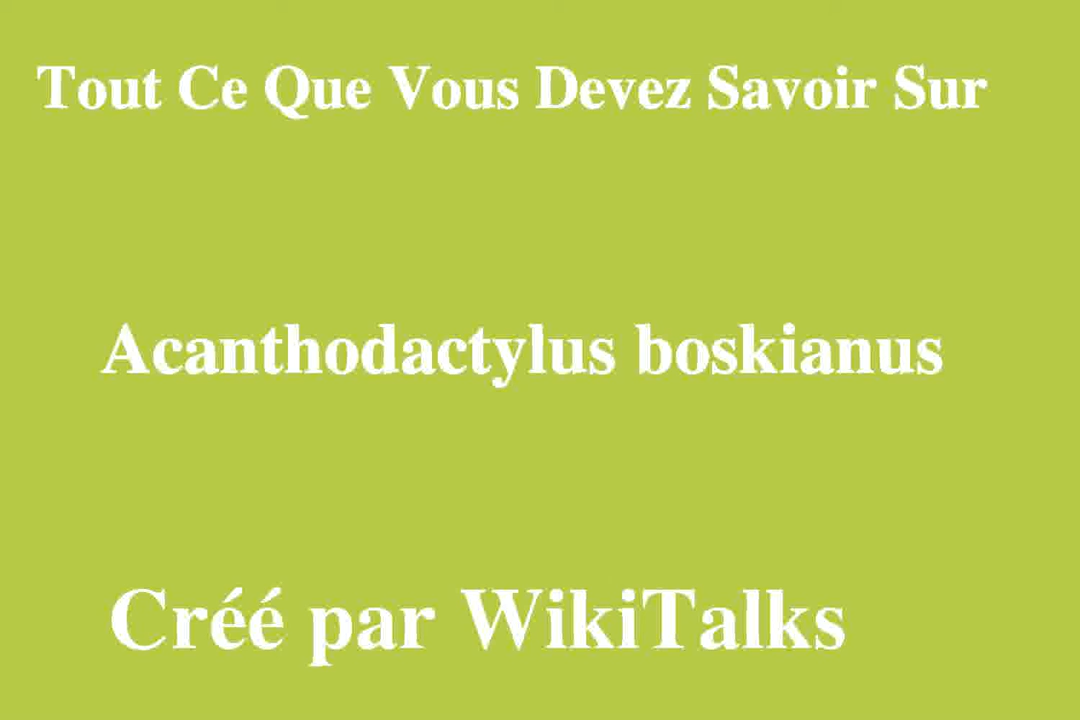 Tout Ce Que Vous Devez Savoir Sur
Acanthodactylus boskianus
Créé par WikiTalks